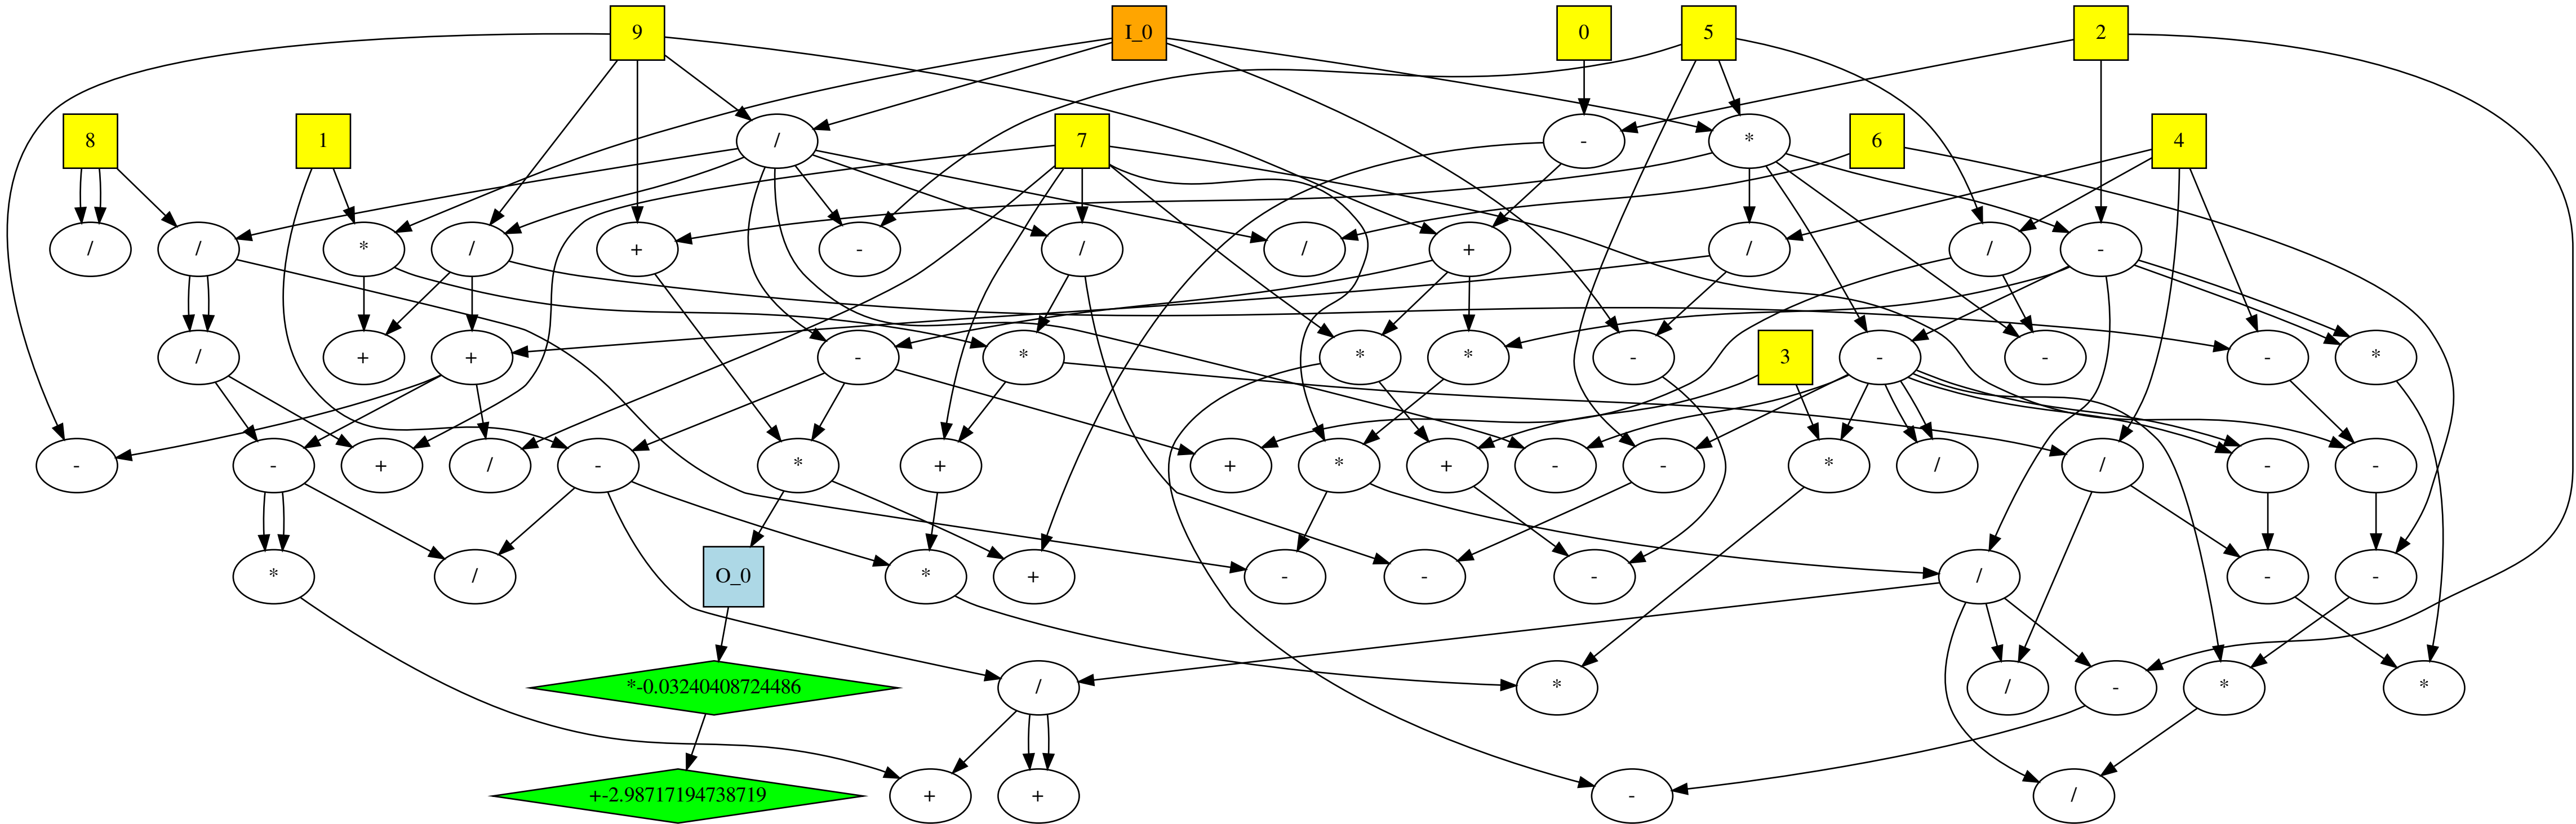 9 I_0 0 5 2
8 1 / 7 - * 6 4
/ / * / + - / / + / / -
/ + + - * * * - 3 - - - *
- - + / - * + + * + - - * / / - -
* / O_0 * + - - - / - -
*-0.03240408724486 / * / - * *
+-2.98717194738719 + + - /